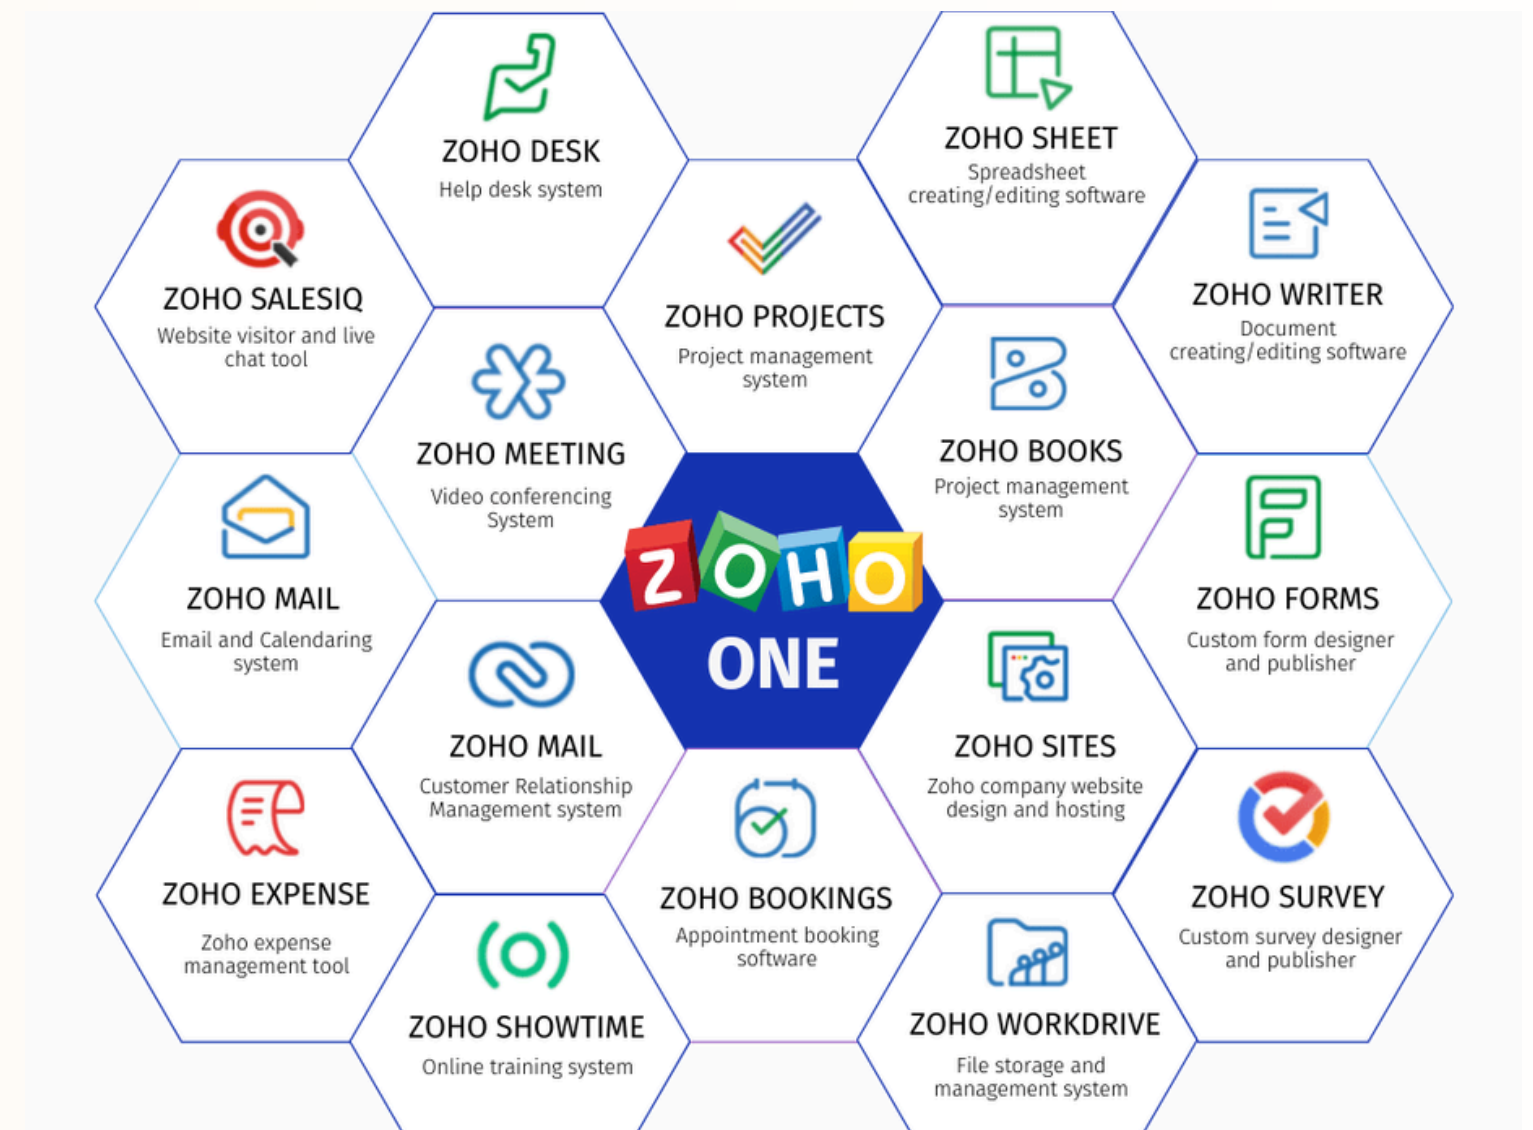 ZOHO DESK
Help desk system
ZOHO SHEET
Spreadsheet
creating/editing software
ZOHO SALESIQ
Website visitor and live
chat tool
ZOHO PROJECTS
Project management
system
ZOHO WRITER
Document
creating/editing software
ZOHO MEETING
Video conferencing
System
ZOHO BOOKS
Project management
system
ZOHO MAIL
Email and Calendaring
system
ZOHO
ONE
ZOHO FORMS
Custom form designer
and publisher
ZOHO MAIL
Customer Relationship
Management system
ZOHO SITES
Zoho company website
design and hosting
ZOHO EXPENSE
Zoho expense
management tool
ZOHO BOOKINGS
Appointment booking
software
ZOHO SURVEY
Custom survey designer
and publisher
ZOHO SHOWTIME
Online training system
ZOHO WORKDRIVE
File storage and
management system